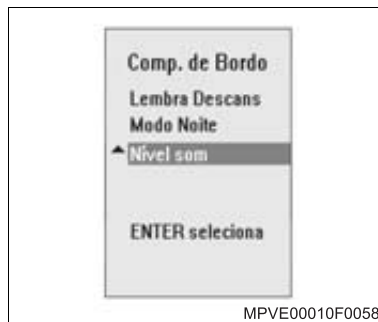 Comp. de Bordo
Lembra Descans
Modo Noite
Nível som
ENTER seleciona
MPVE00010F0058